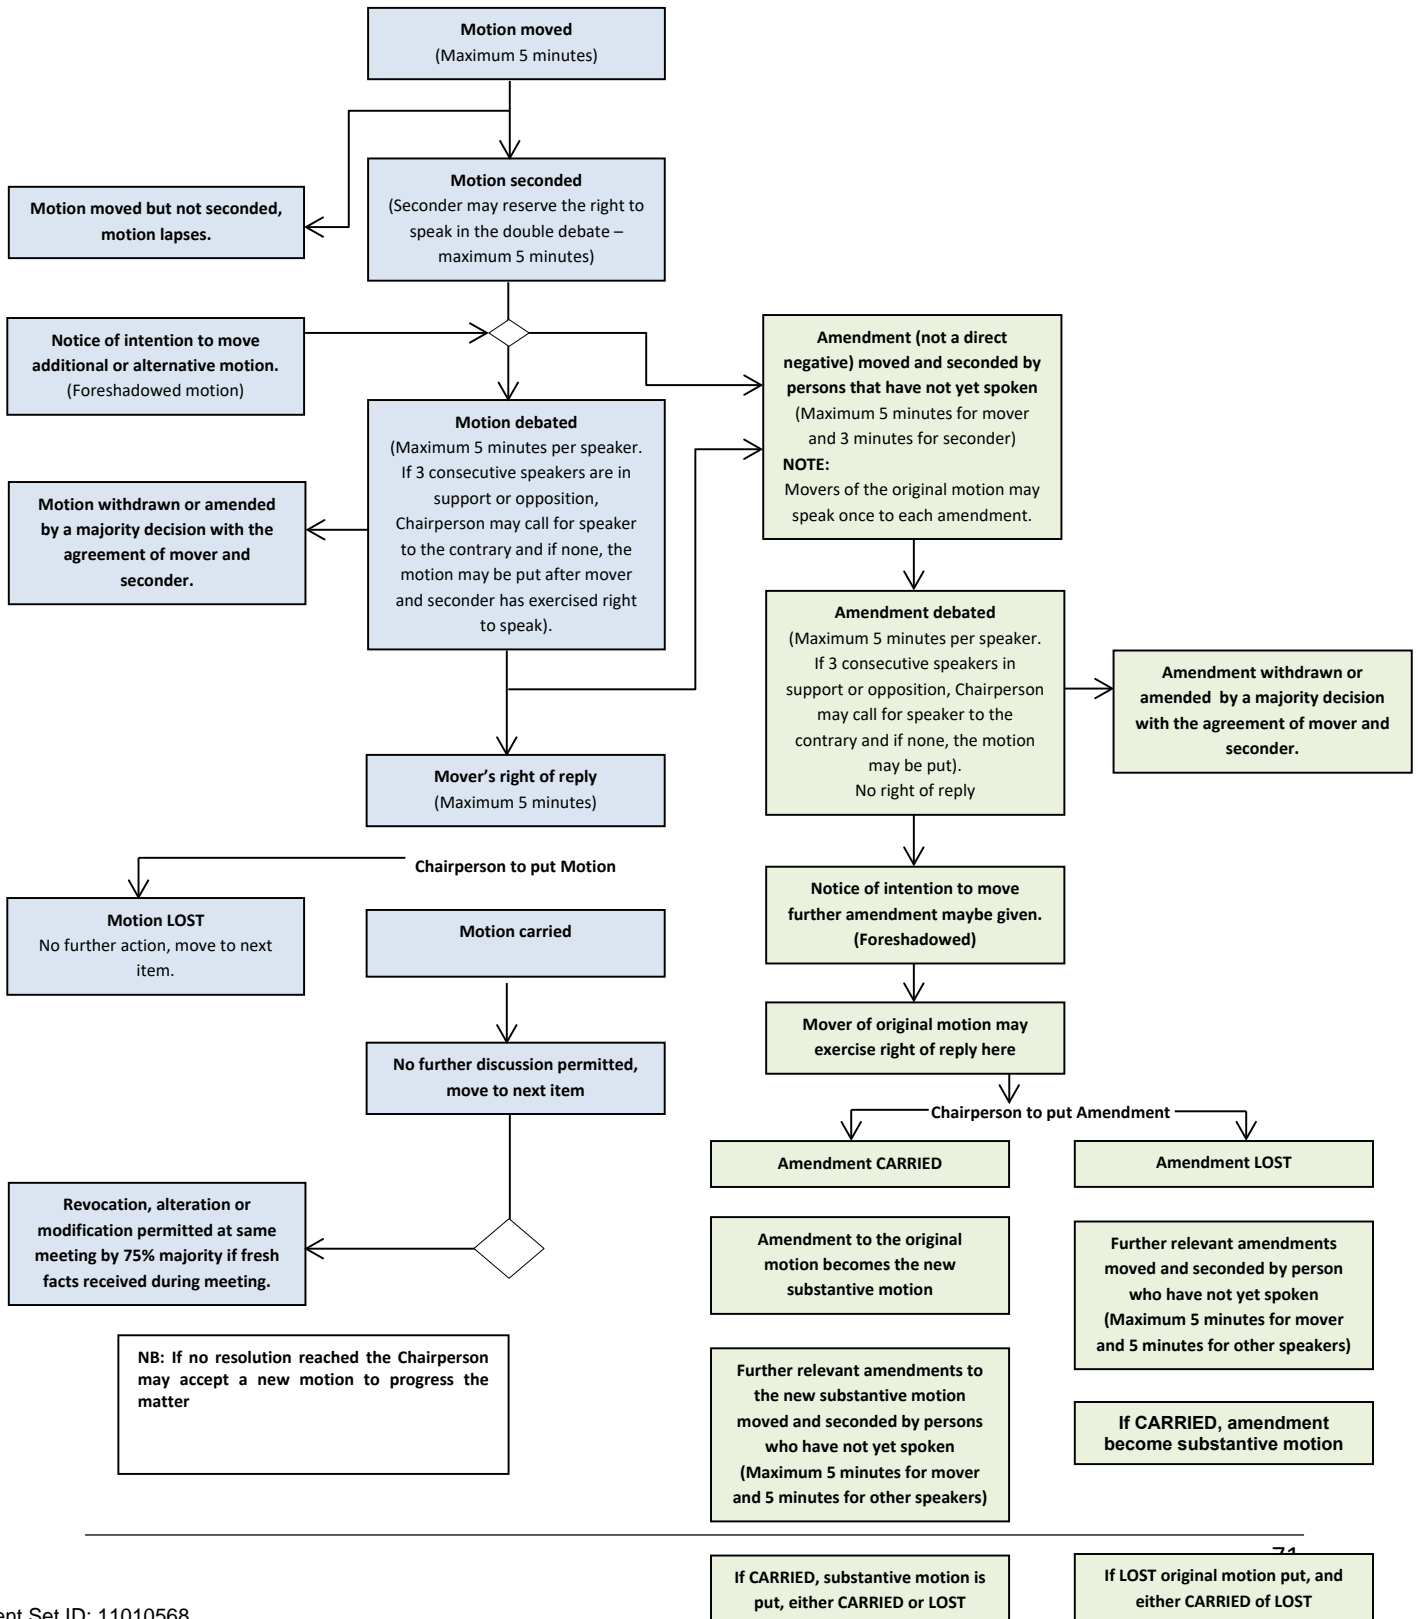 Motion moved
(Maximum 5 minutes)
Motion seconded
(Seconder may reserve the right to
speak in the double debate –
maximum 5 minutes)
Motion moved but not seconded,
motion lapses.
Notice of intention to move
additional or alternative motion.
(Foreshadowed motion)
Motion debated
(Maximum 5 minutes per speaker.
If 3 consecutive speakers are in
support or opposition,
Chairperson may call for speaker
to the contrary and if none, the
motion may be put after mover
and seconder has exercised right
to speak).
Motion withdrawn or amended
by a majority decision with the
agreement of mover and
seconder.
Mover’s right of reply
(Maximum 5 minutes)
Chairperson to put Motion
Motion LOST
No further action, move to next
item.
Motion carried
No further discussion permitted,
move to next item
Revocation, alteration or
modification permitted at same
meeting by 75% majority if fresh
facts received during meeting.
NB: If no resolution reached the Chairperson
may accept a new motion to progress the
matter
Amendment (not a direct
negative) moved and seconded by
persons that have not yet spoken
(Maximum 5 minutes for mover
and 3 minutes for seconder)
NOTE:
Movers of the original motion may
speak once to each amendment.
Amendment debated
(Maximum 5 minutes per speaker.
If 3 consecutive speakers in
support or opposition, Chairperson
may call for speaker to the
contrary and if none, the motion
may be put).
No right of reply
Amendment withdrawn or
amended by a majority decision
with the agreement of mover and
seconder.
Notice of intention to move
further amendment maybe given.
(Foreshadowed)
Mover of original motion may
exercise right of reply here
Chairperson to put Amendment
Amendment CARRIED
Amendment to the original
motion becomes the new
substantive motion
Further relevant amendments to
the new substantive motion
moved and seconded by persons
who have not yet spoken
(Maximum 5 minutes for mover
and 5 minutes for other speakers)
If CARRIED, substantive motion is
put, either CARRIED or LOST
Amendment LOST
Further relevant amendments
moved and seconded by person
who have not yet spoken
(Maximum 5 minutes for mover
and 5 minutes for other speakers)
If CARRIED, amendment
become substantive motion
If LOST original motion put, and
either CARRIED of LOST
Set ID: 11010568